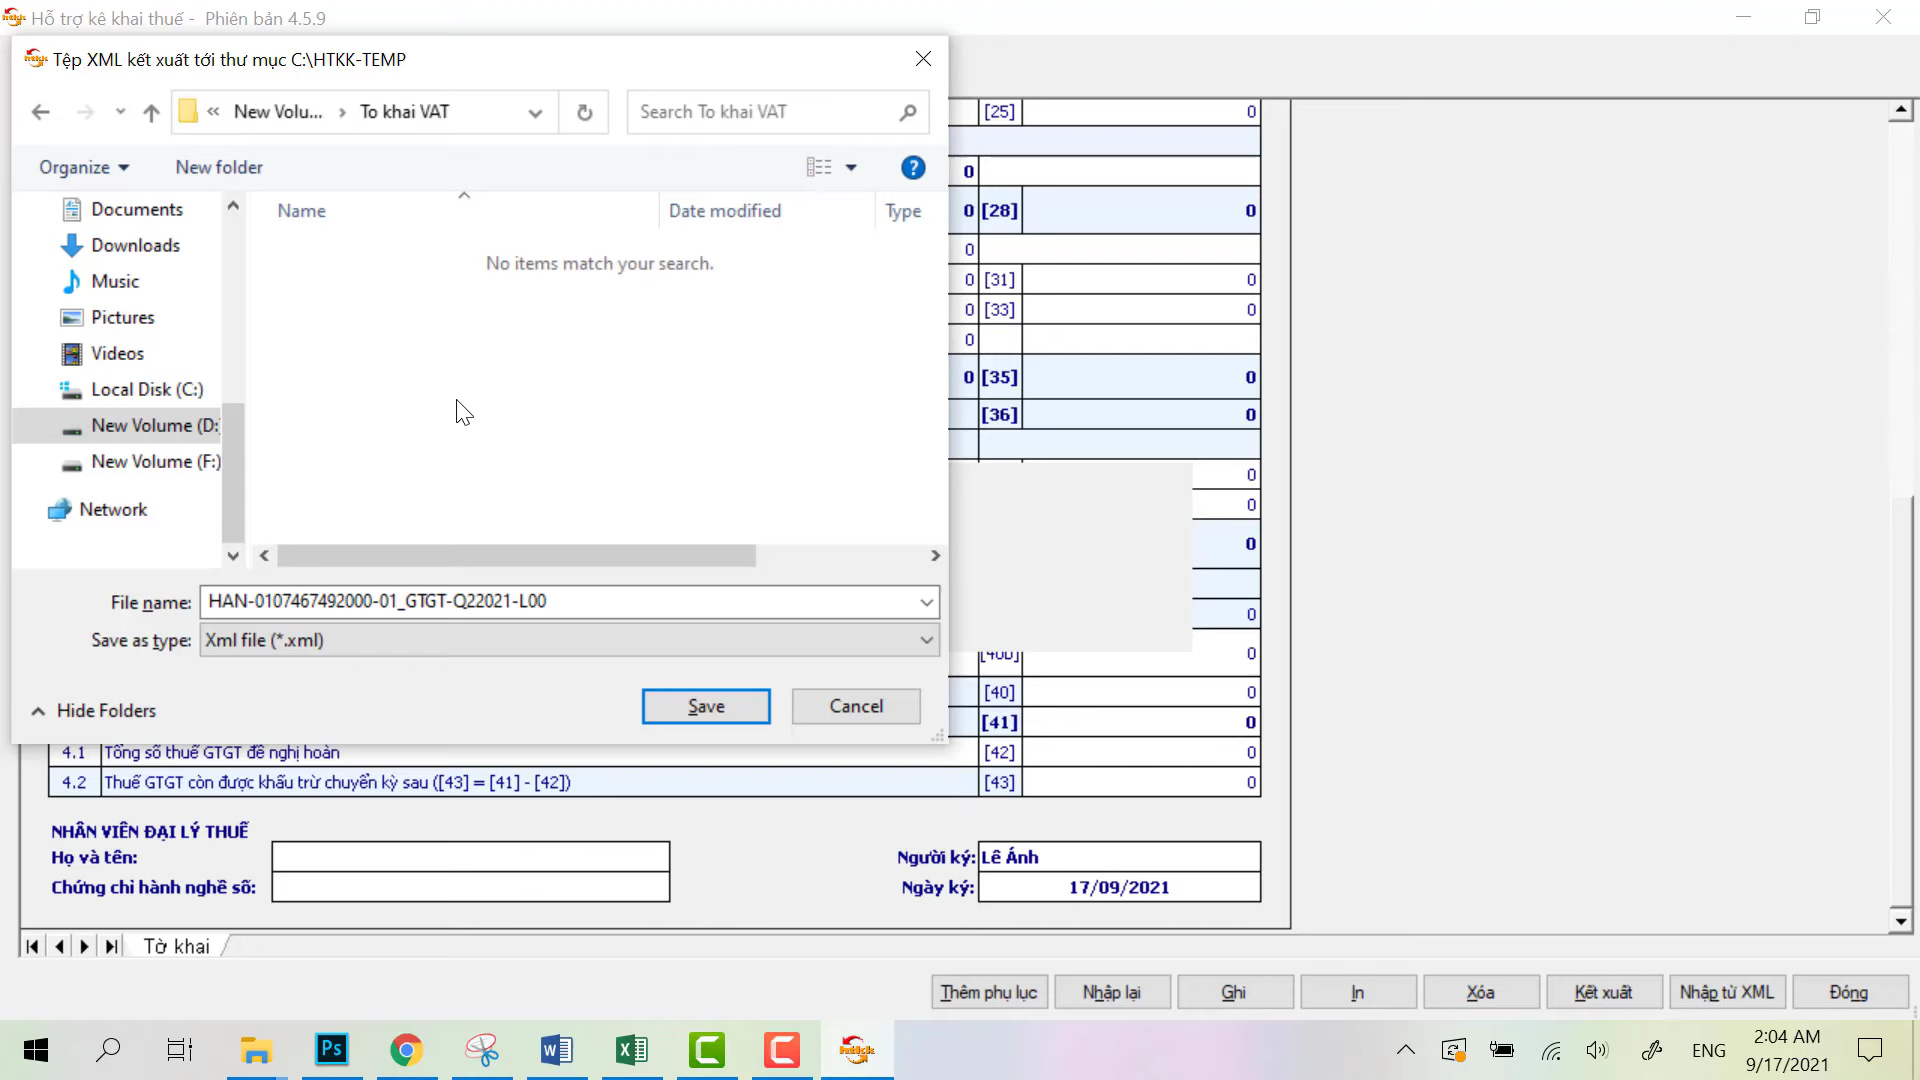 Hỗ trợ kê khai thuế - Phiên bản 4.5.9
Tệp XML kết xuất tới thư mục C:\HTKK-TEMP
« New Volu... › To khai VAT
Search To khai VAT
Organize
New folder
Documents
Downloads
Music
Pictures
Videos
Local Disk (C:)
New Volume (D:
New Volume (F:)
Network
Name
Date modified
Type
No items match your search.
File name: HAN-0107467492000-01_GTGT-Q22021-L00
Save as type: Xml file (*.xml)
Hide Folders
Save
Cancel
[25] 0
0
0 [28] 0
0
0 [31] 0
0 [33] 0
0
0 [35] 0
[36] 0
0
0
0
0
[40b] 0
[40] 0
[41] 0
4.1 Tổng số thuế GTGT đề nghị hoàn [42] 0
4.2 Thuế GTGT còn được khấu trừ chuyển kỳ sau ([43] = [41] - [42]) [43] 0
NHÂN VIÊN ĐẠI LÝ THUẾ
Họ và tên:
Người ký: Lê Ánh
Chứng chỉ hành nghề số:
Ngày ký: 17/09/2021
Tờ khai
Thêm phụ lục
Nhập lại
Ghi
In
Xóa
Kết xuất
Nhập từ XML
Đóng
Ps
htkk
ENG
2:04 AM
9/17/2021